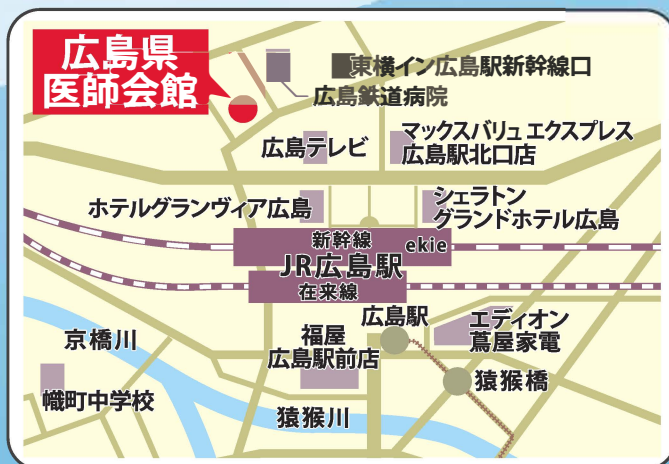 広島県
医師会館
東横イン広島駅新幹線口
広島鉄道病院
広島テレビ
マックスバリュ エクスプレス
広島駅北口店
ホテルグランヴィア広島
シェラトン
グランドホテル広島
新幹線
ekie
JR広島駅
在来線
広島駅
エディオン
蔦屋家電
京橋川
福屋
広島駅前店
猿猴橋
幟町中学校
猿猴川